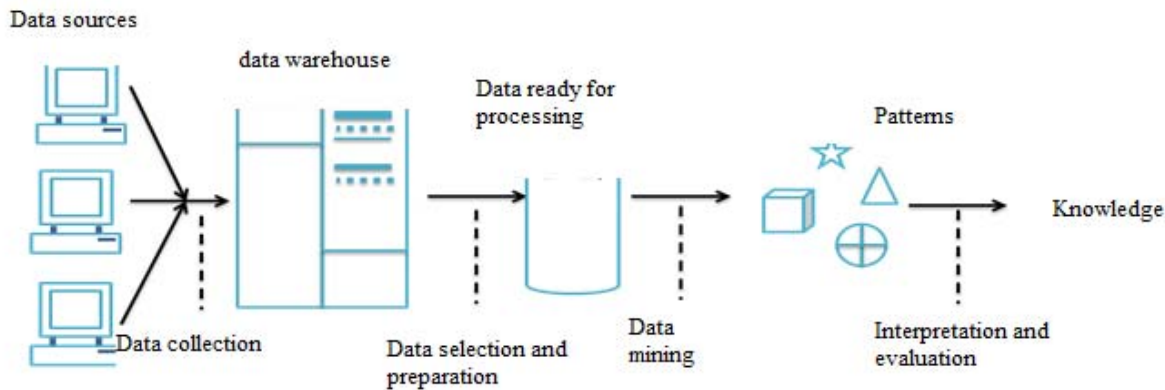 Data sources
data warehouse
Data ready for
processing
Patterns
Knowledge
Data collection
Data selection and
preparation
Data
mining
Interpretation and
evaluation